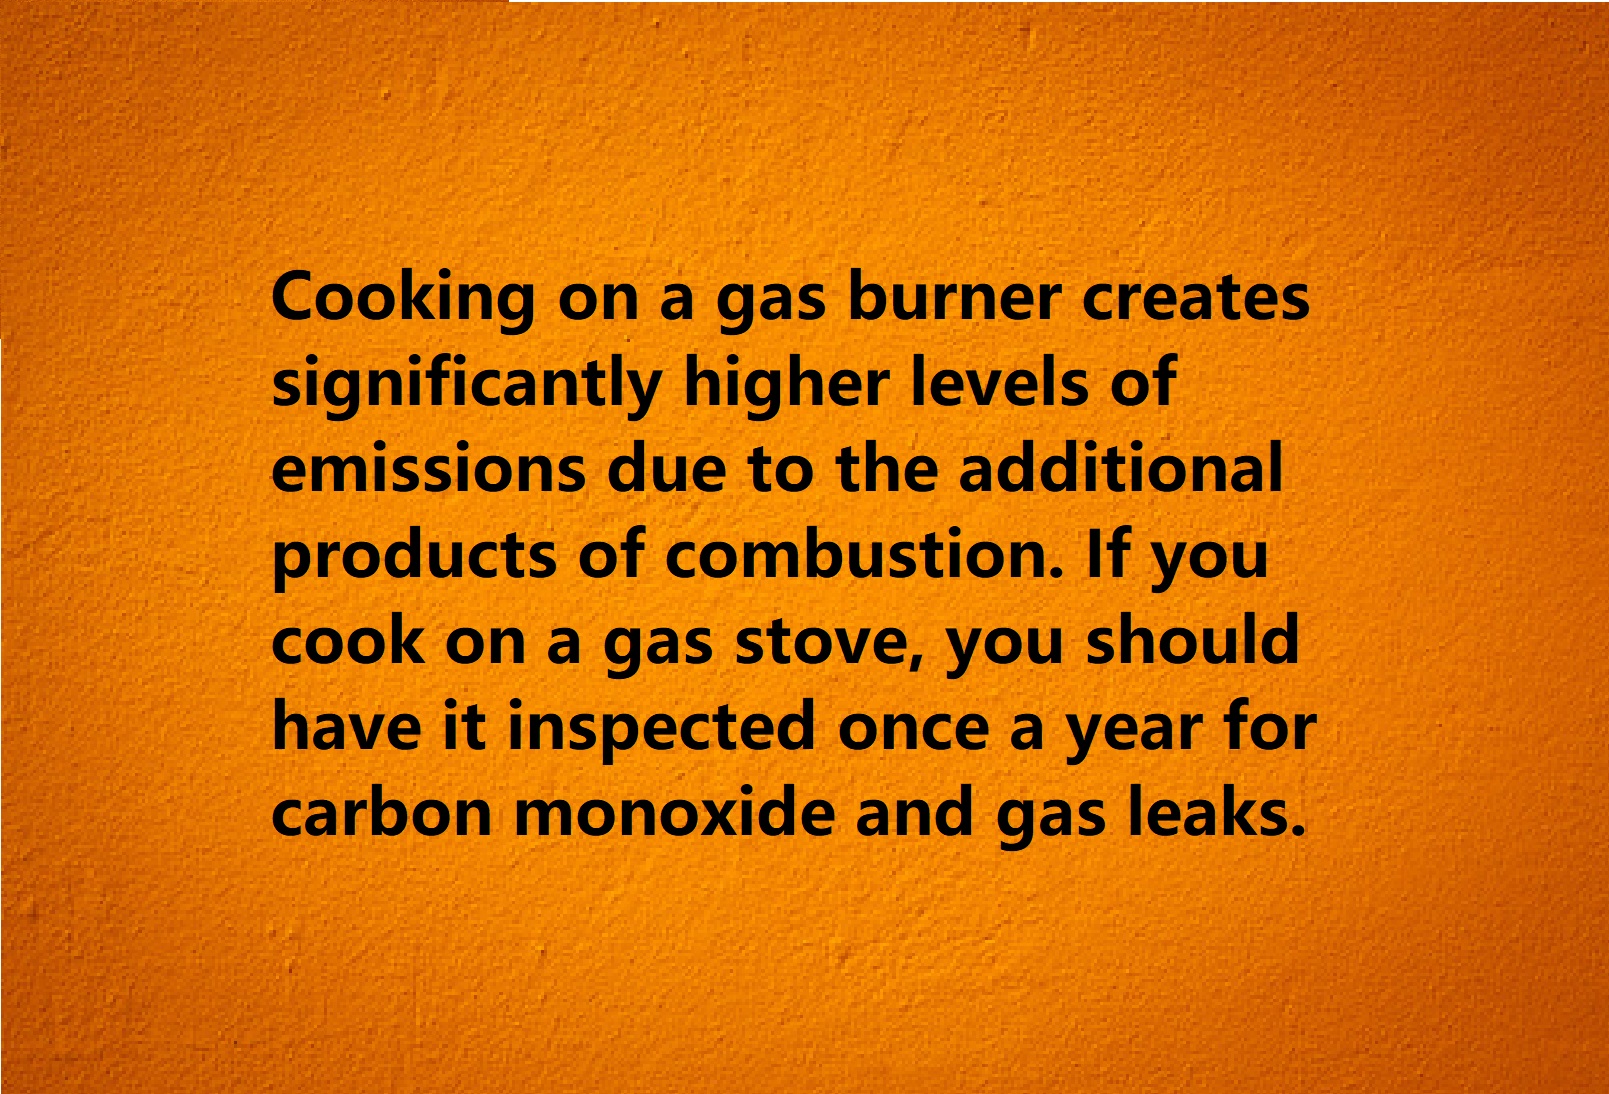 Cooking on a gas burner creates
significantly higher levels of
emissions due to the additional
products of combustion. If you
cook on a gas stove, you should
have it inspected once a year for
carbon monoxide and gas leaks.